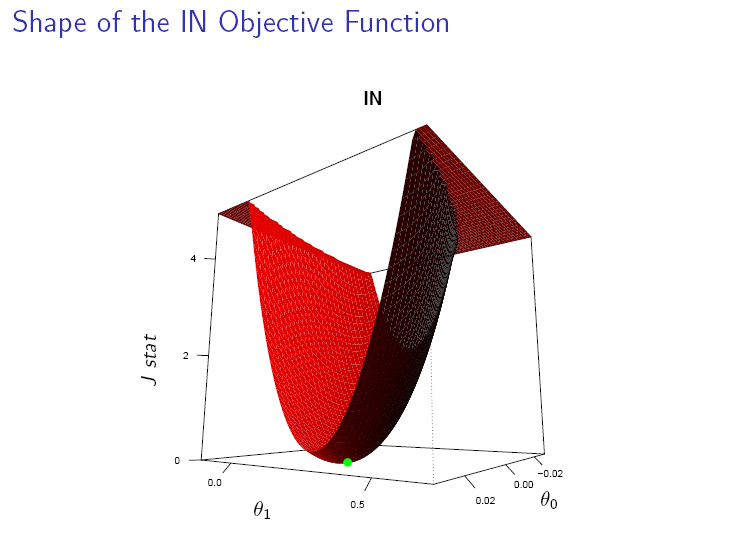 Shape of the IN Objective Function
IN
4
2
0
J stat
0.0
0.5
θ₁
0.02
0.00
−0.02
θ₀